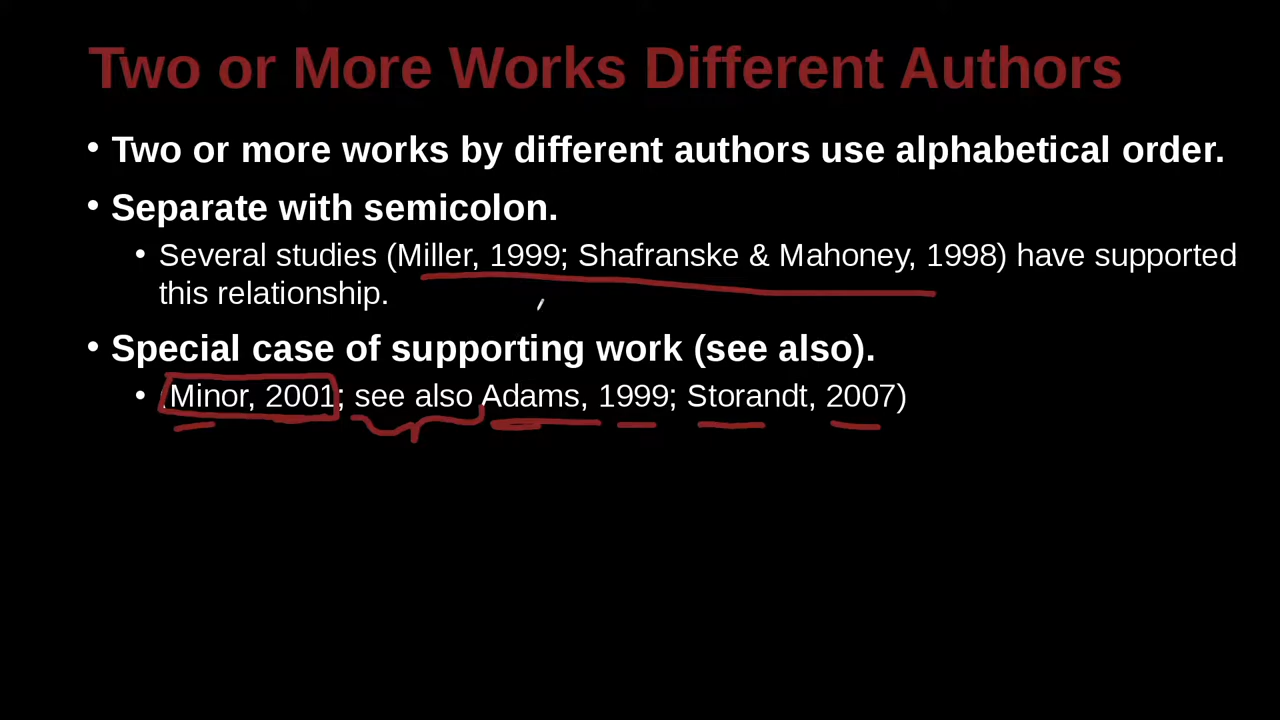 Two or More Works Different Authors
• Two or more works by different authors use alphabetical order.
• Separate with semicolon.
• Several studies (Miller, 1999; Shafranske & Mahoney, 1998) have supported
this relationship.
• Special case of supporting work (see also).
• (Minor, 2001; see also Adams, 1999; Storandt, 2007)